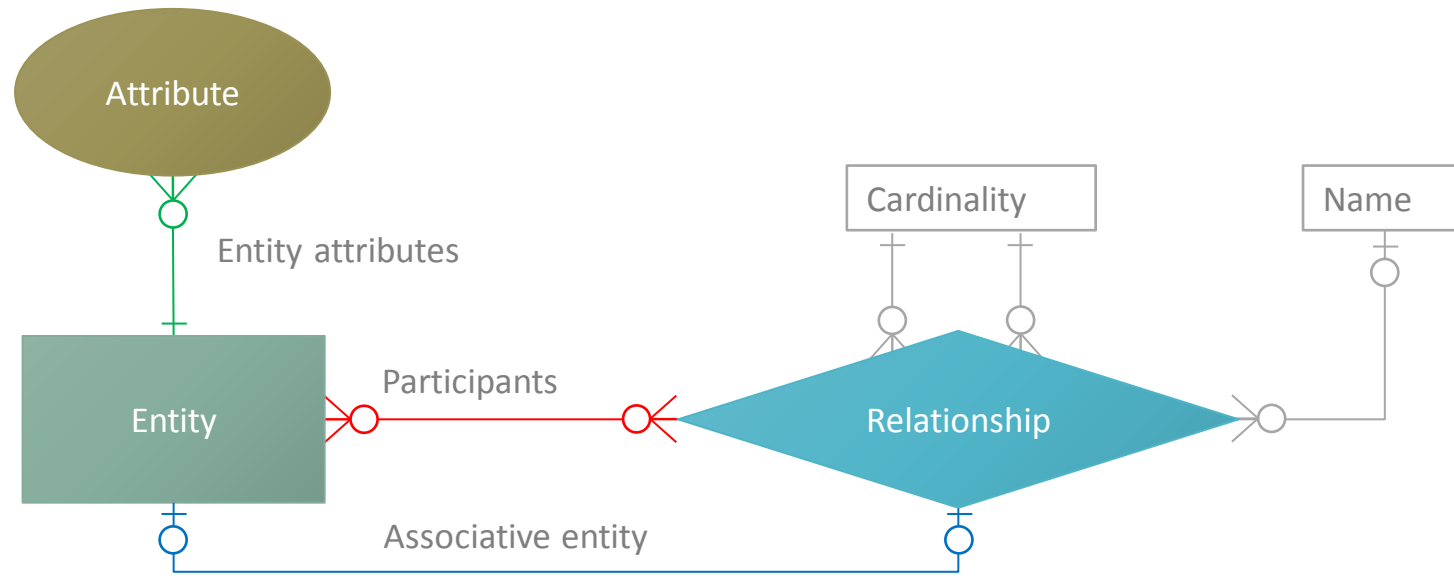 Attribute
Cardinality
Name
Entity attributes
Participants
Entity
Relationship
Associative entity